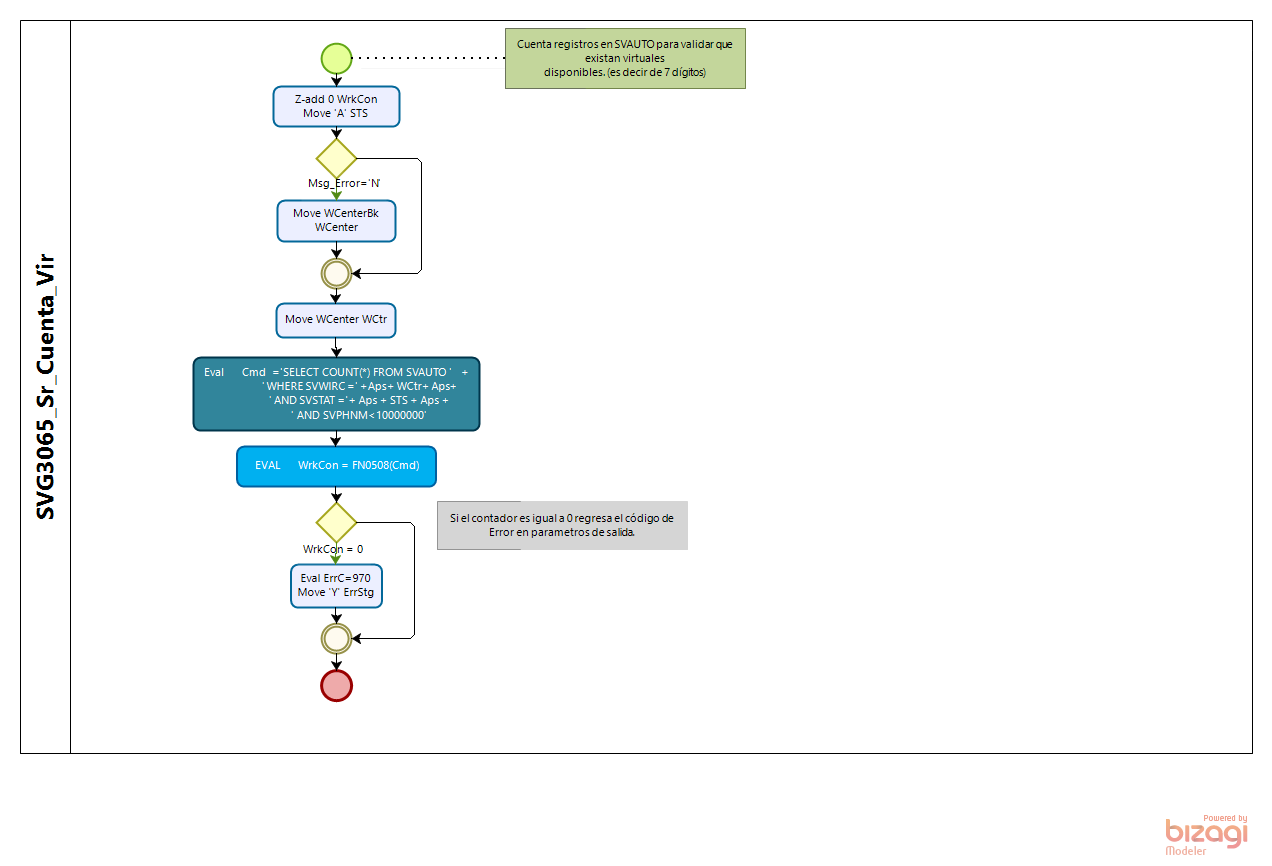 SVG3065_Sr_Cuenta_Vir
Cuenta registros en SVAUTO para validar que
existan virtuales
disponibles. (es decir de 7 dígitos)
Z-add 0 WrkCon
Move 'A' STS
Msg_Error='N'
Move WCenterBk
WCenter
Move WCenter WCtr
Eval Cmd ='SELECT COUNT(*) FROM SVAUTO ' +
' WHERE SVWIRC =' +Aps+ WCtr+ Aps+
' AND SVSTAT ='+ Aps + STS + Aps +
' AND SVPHNM<10000000'
EVAL WrkCon = FN0508(Cmd)
Si el contador es igual a 0 regresa el código de
Error en parametros de salida.
WrkCon = 0
Eval ErrC=970
Move 'Y' ErrStg
Powered by
bizagi
Modeler